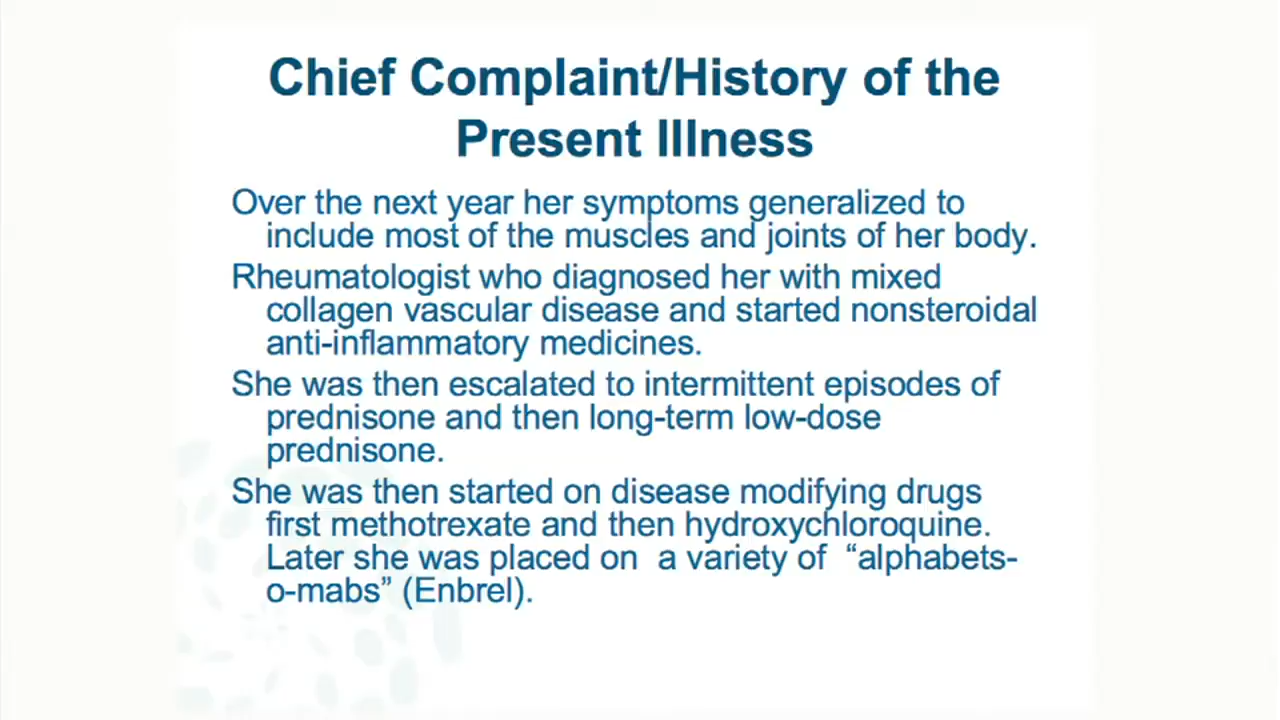 Chief Complaint/History of the
Present Illness
Over the next year her symptoms generalized to
include most of the muscles and joints of her body.
Rheumatologist who diagnosed her with mixed
collagen vascular disease and started nonsteroidal
anti-inflammatory medicines.
She was then escalated to intermittent episodes of
prednisone and then long-term low-dose
prednisone.
She was then started on disease modifying drugs
first methotrexate and then hydroxychloroquine.
Later she was placed on  a variety of  “alphabets-
o-mabs” (Enbrel).